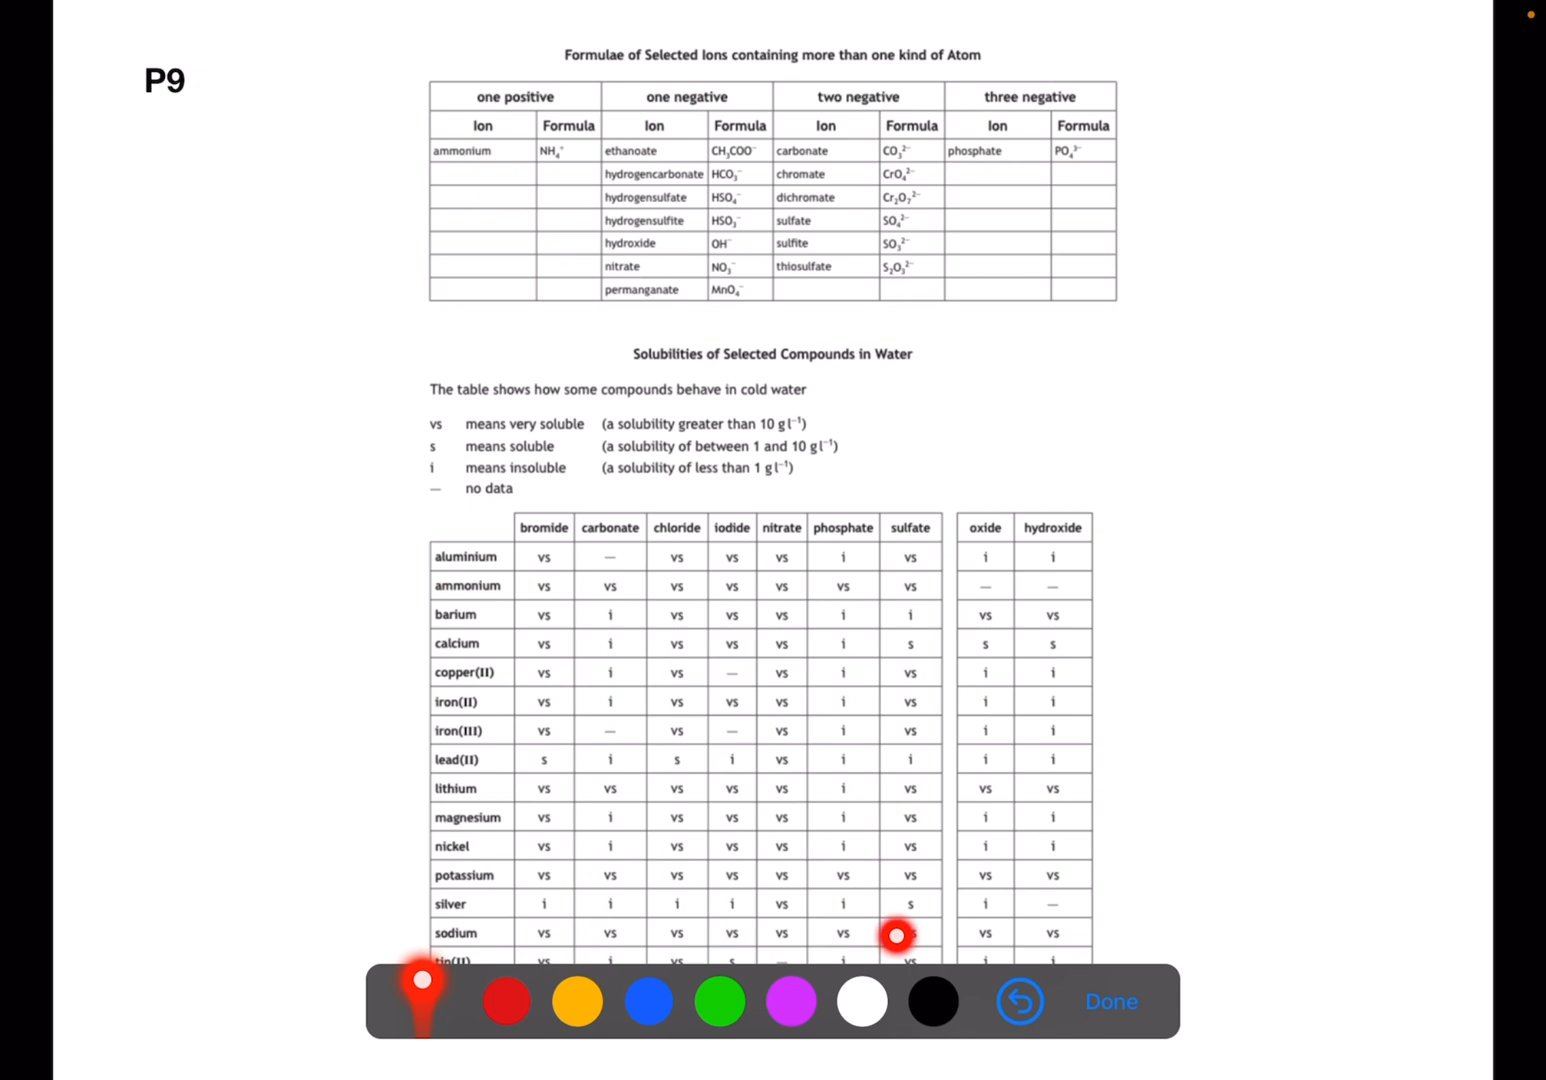 P9
Formulae of Selected Ions containing more than one kind of Atom
one positive one negative two negative three negative
Ion Formula Ion Formula Ion Formula Ion Formula
ammonium NH₄⁺ ethanoate CH₃COO⁻ carbonate CO₃²⁻ phosphate PO₄³⁻
hydrogencarbonate HCO₃⁻ chromate CrO₄²⁻
hydrogensulfate HSO₄⁻ dichromate Cr₂O₇²⁻
hydrogensulfite HSO₃⁻ sulfate SO₄²⁻
hydroxide OH⁻ sulfite SO₃²⁻
nitrate NO₃⁻ thiosulfate S₂O₃²⁻
permanganate MnO₄⁻
Solubilities of Selected Compounds in Water
The table shows how some compounds behave in cold water
vs means very soluble (a solubility greater than 10 g l⁻¹)
s means soluble (a solubility of between 1 and 10 g l⁻¹)
i means insoluble (a solubility of less than 1 g l⁻¹)
— no data
bromide carbonate chloride iodide nitrate phosphate sulfate oxide hydroxide
aluminium vs — vs vs vs i vs i i
ammonium vs vs vs vs vs vs vs — —
barium vs i vs vs vs i i vs vs
calcium vs i vs vs vs i s s s
copper(II) vs i vs — vs i vs i i
iron(II) vs i vs vs vs i vs i i
iron(III) vs — vs — vs i vs i i
lead(II) s i s i vs i i i i
lithium vs vs vs vs vs i vs vs vs
magnesium vs i vs vs vs i vs i i
nickel vs i vs vs vs i vs i i
potassium vs vs vs vs vs vs vs vs vs
silver i i i i vs i s i —
sodium vs vs vs vs vs vs vs vs
tin(II) vs i vs s — i vs i i
Done